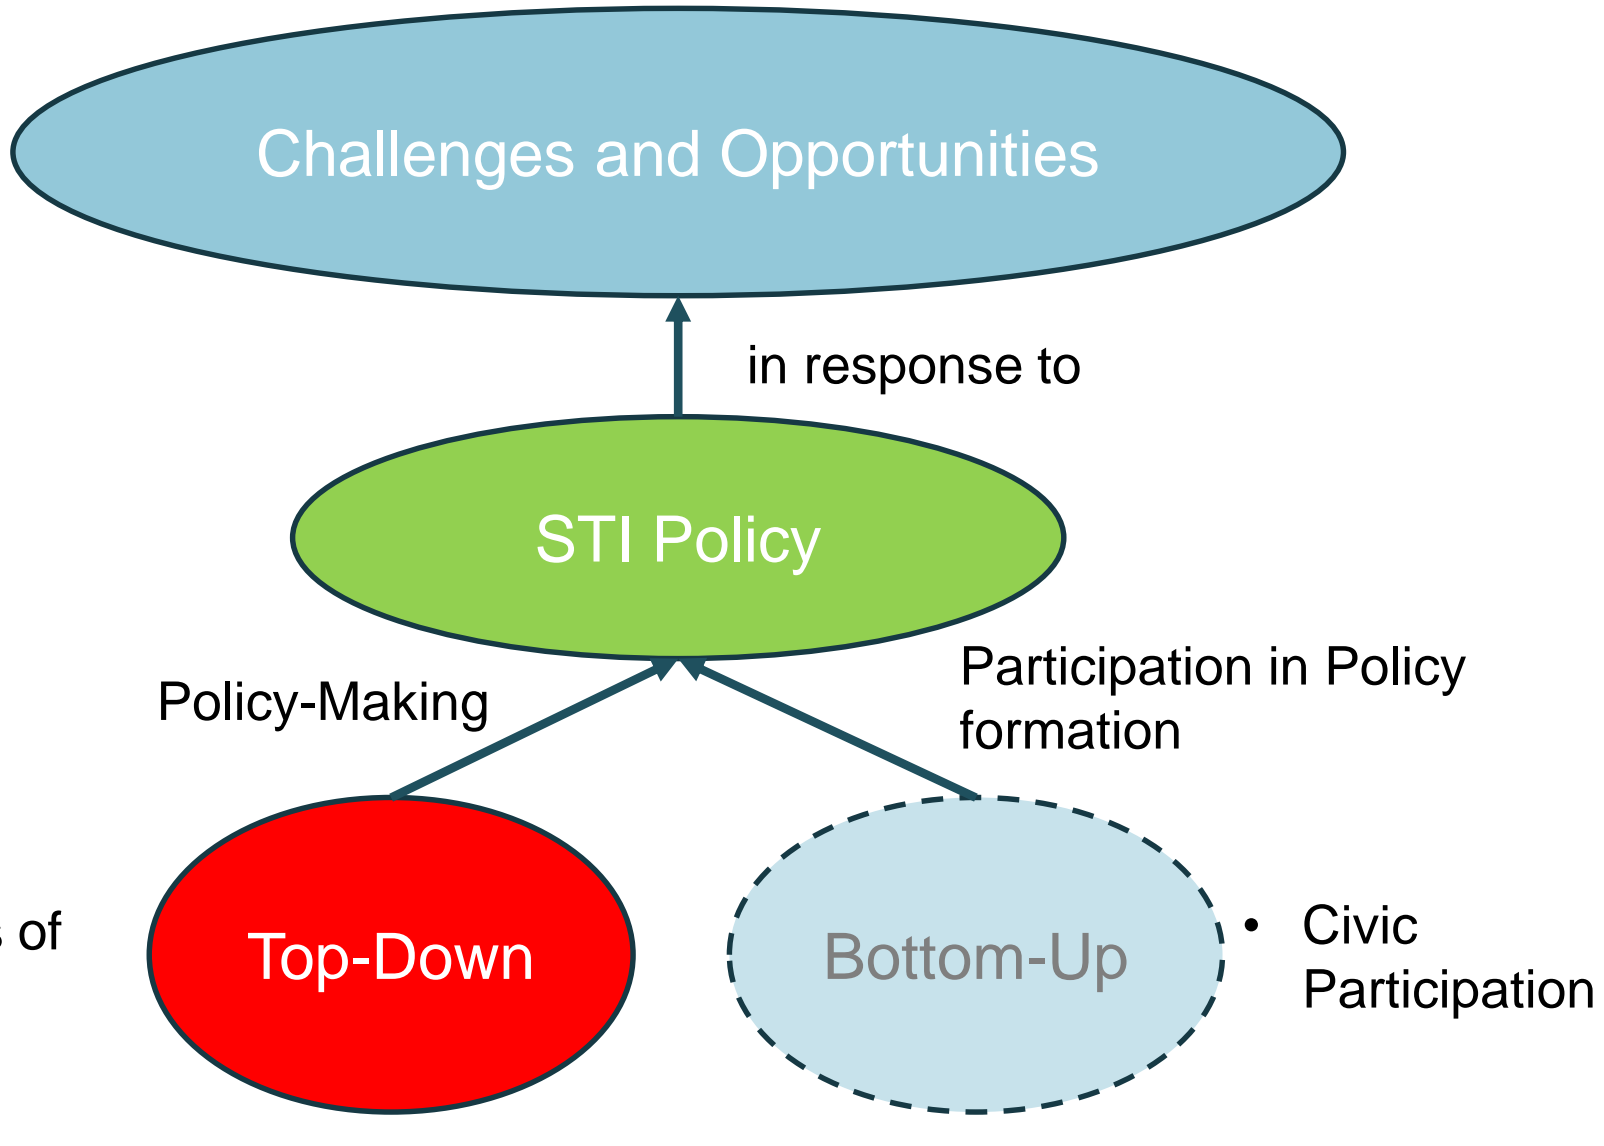 Challenges and Opportunities
in response to
STI Policy
Policy-Making
Participation in Policy
formation
of
Top-Down
Bottom-Up
• Civic
Participation